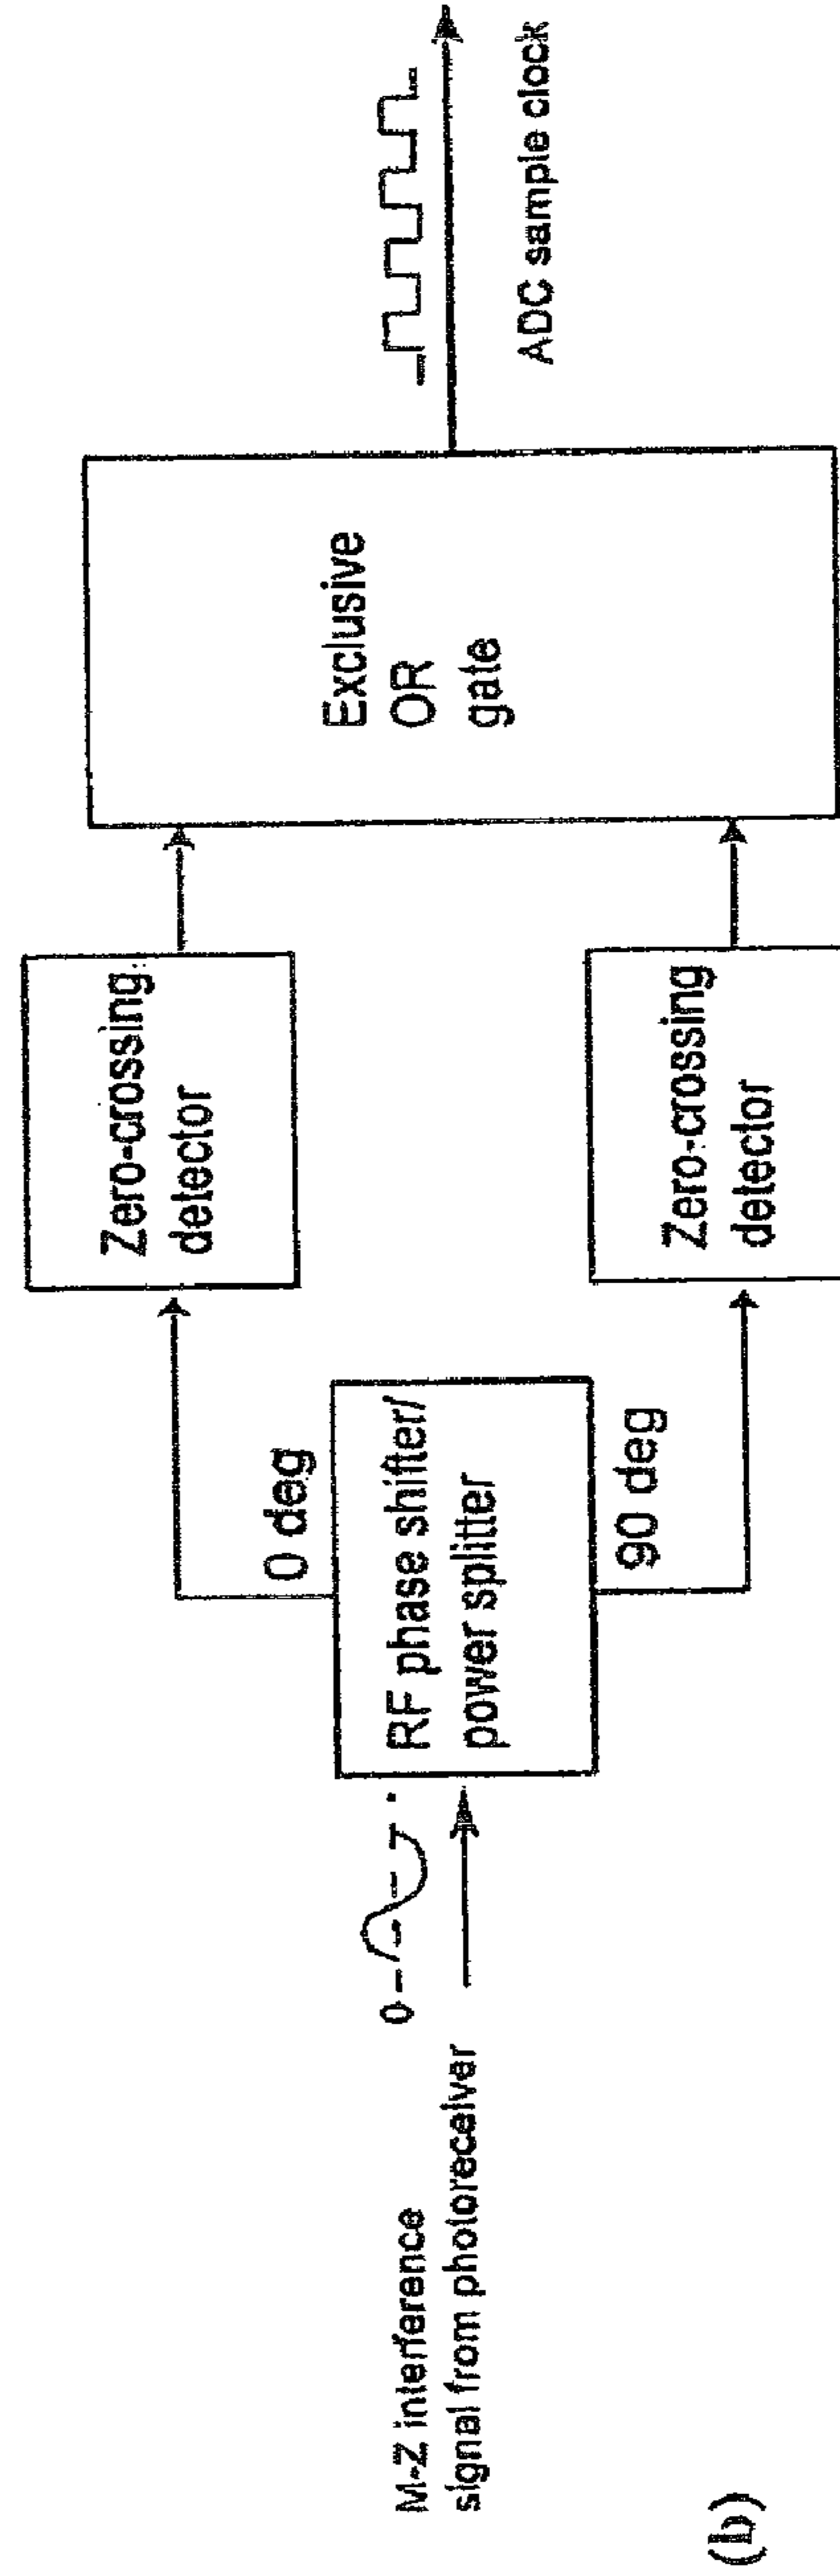 M-Z interference
signal from photoreceiver
0
RF phase shifter/
power splitter
0 deg
90 deg
Zero-crossing
detector
Zero-crossing
detector
Exclusive
OR
gate
ADC sample clock
(b)